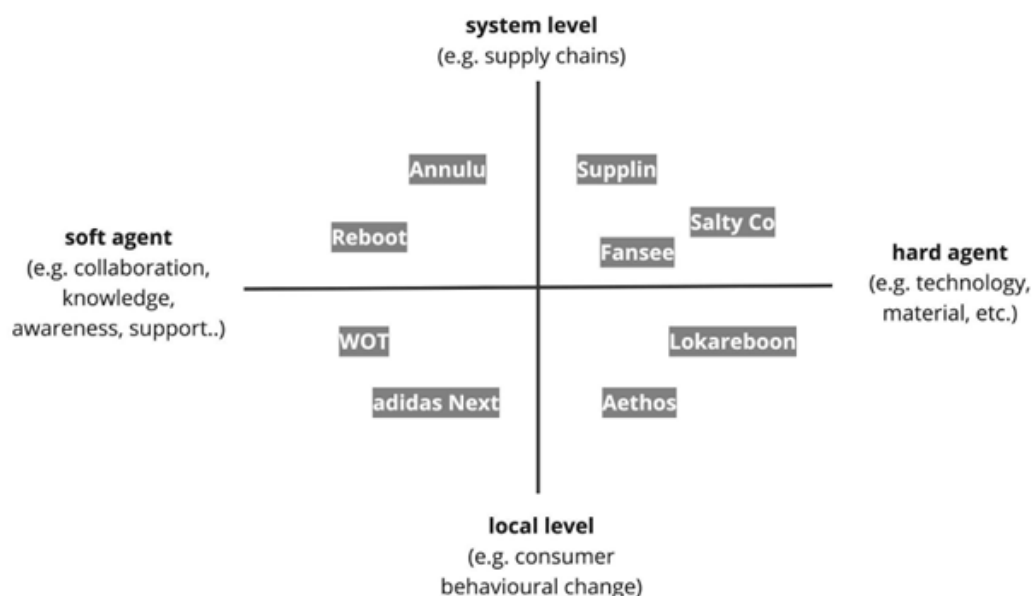 system level
(e.g. supply chains)
Annulu
Supplin
Salty Co
Reboot
Fansee
soft agent
(e.g. collaboration,
knowledge,
awareness, support..)
hard agent
(e.g. technology,
material, etc.)
WOT
Lokareboon
adidas Next
Aethos
local level
(e.g. consumer
behavioural change)